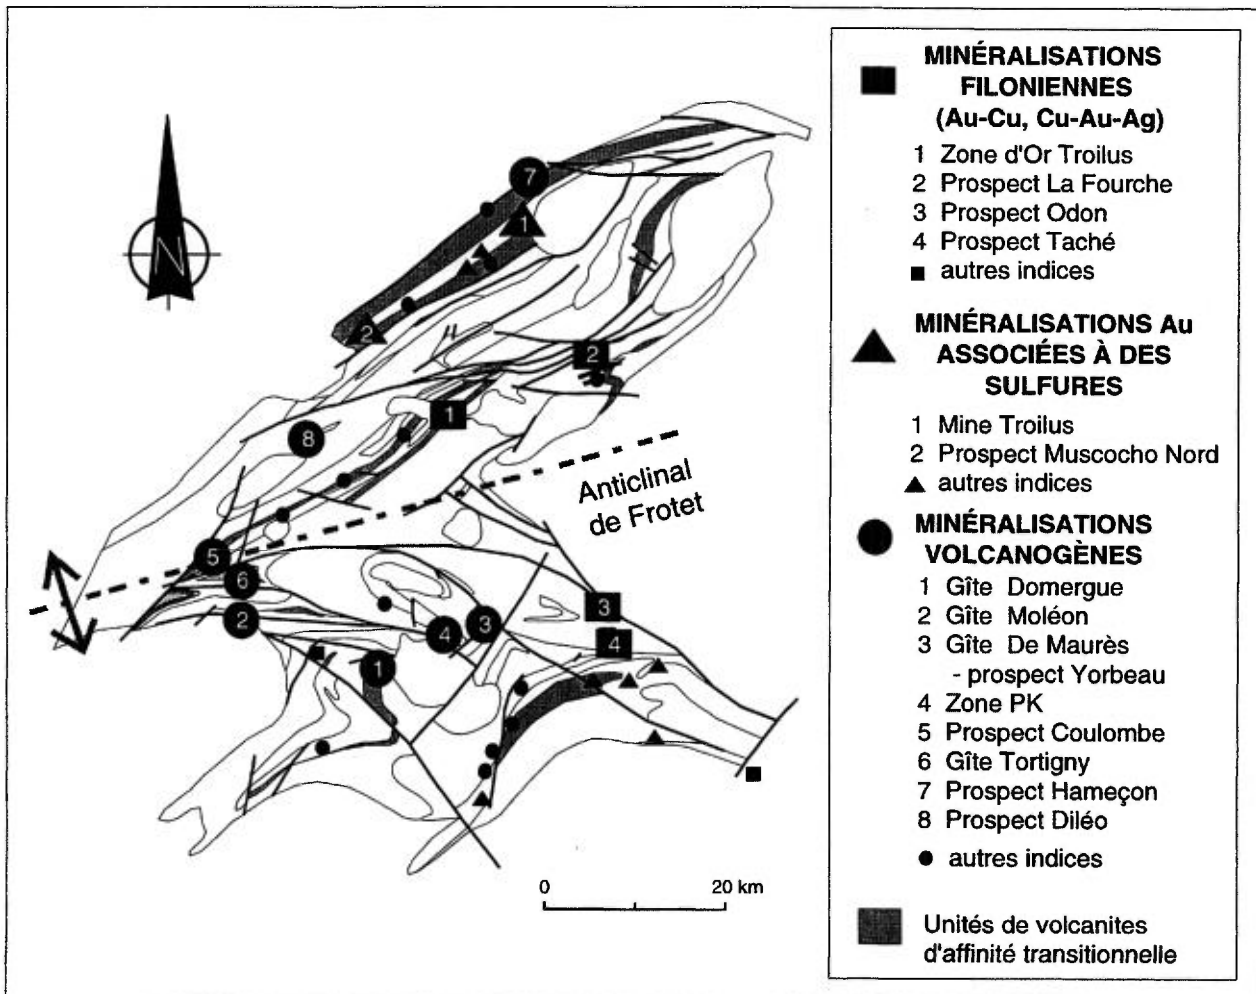 N
7
1
2
2
1
8
Anticlinal
de Frotet
5
6
2
4
3
3
4
1
0 20 km
MINÉRALISATIONS
FILONIENNES
(Au-Cu, Cu-Au-Ag)
1 Zone d'Or Troilus
2 Prospect La Fourche
3 Prospect Odon
4 Prospect Taché
autres indices
MINÉRALISATIONS Au
ASSOCIÉES À DES
SULFURES
1 Mine Troilus
2 Prospect Muscocho Nord
autres indices
MINÉRALISATIONS
VOLCANOGÈNES
1 Gîte Domergue
2 Gîte Moléon
3 Gîte De Maurès
- prospect Yorbeau
4 Zone PK
5 Prospect Coulombe
6 Gîte Tortigny
7 Prospect Hameçon
8 Prospect Diléo
autres indices
Unités de volcanites
d'affinité transitionnelle